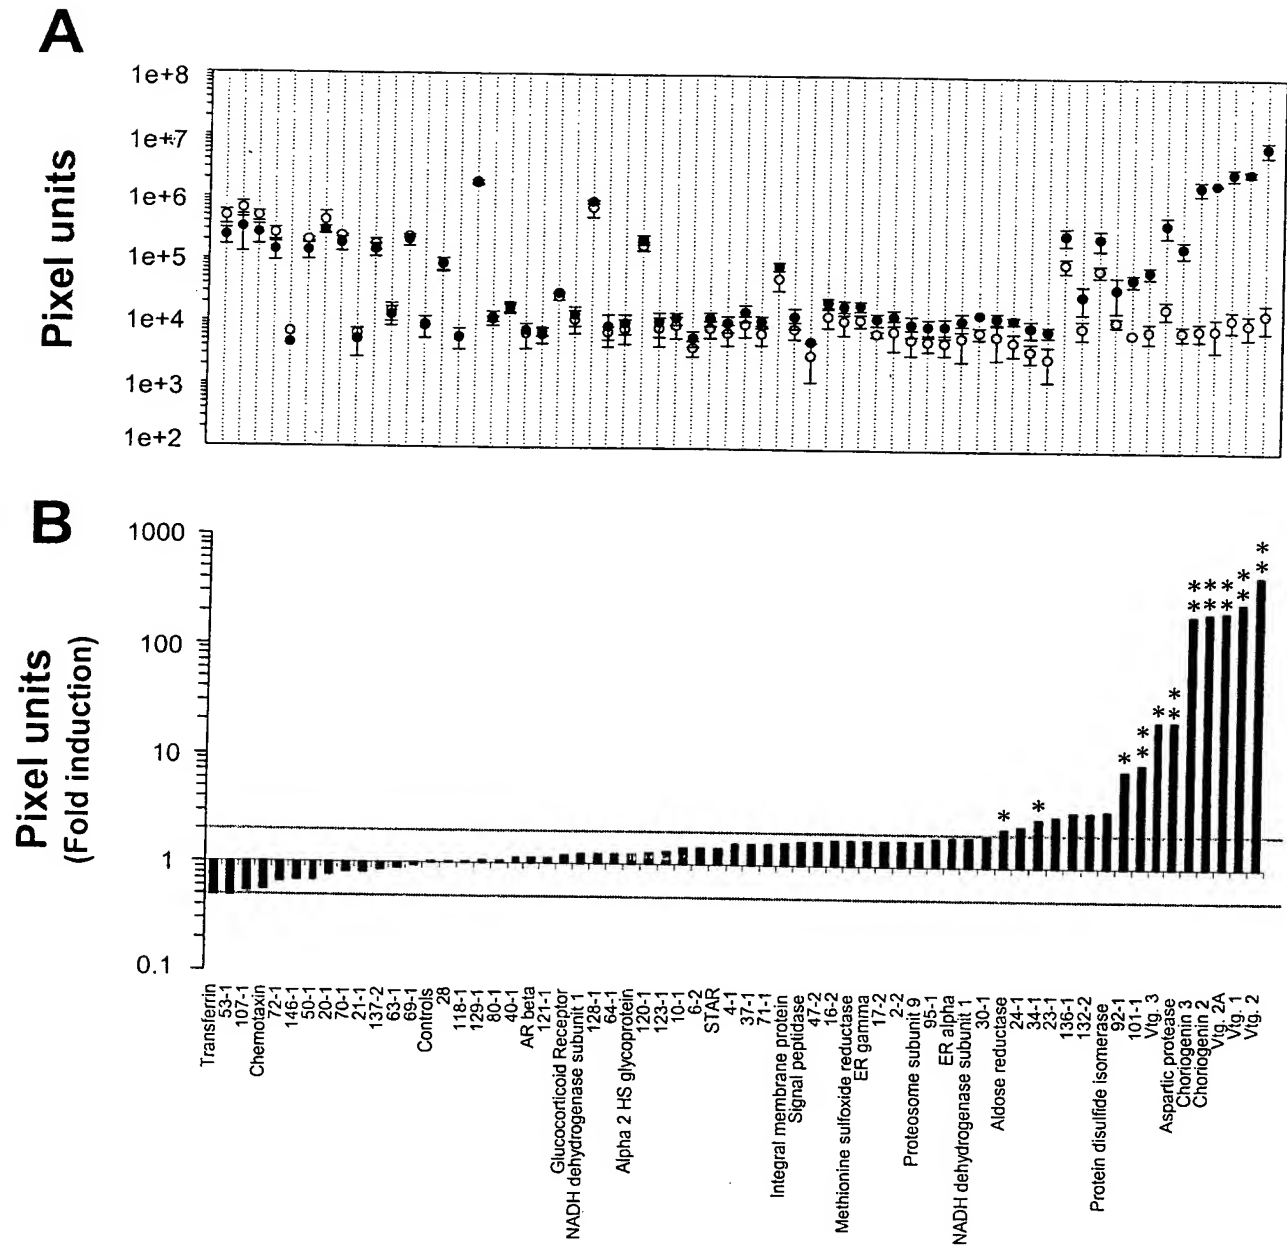 A
Pixel units
1e+8
1e+7
1e+6
1e+5
1e+4
1e+3
1e+2
B
Pixel units
(Fold induction)
1000
100
10
1
0.1
Transferrin
53-1
107-1
Chemotaxin
72-1
146-1
50-1
20-1
70-1
21-1
137-2
63-1
69-1
Controls
28
118-1
129-1
80-1
40-1
AR beta
121-1
Glucocorticoid Receptor
NADH dehydrogenase subunit 1
128-1
64-1
Alpha 2 HS glycoprotein
120-1
123-1
10-1
6-2
STAR
4-1
37-1
71-1
Integral membrane protein
Signal peptidase
47-2
16-2
Methionine sulfoxide reductase
ER gamma
17-2
2-2
Proteosome subunit 9
95-1
ER alpha
NADH dehydrogenase subunit 1
30-1
Aldose reductase
24-1
34-1
23-1
136-1
132-2
Protein disulfide isomerase
92-1
101-1
Vtg. 3
Aspartic protease
Choriogenin 3
Choriogenin 2
Vtg. 2A
Vtg. 1
Vtg. 2